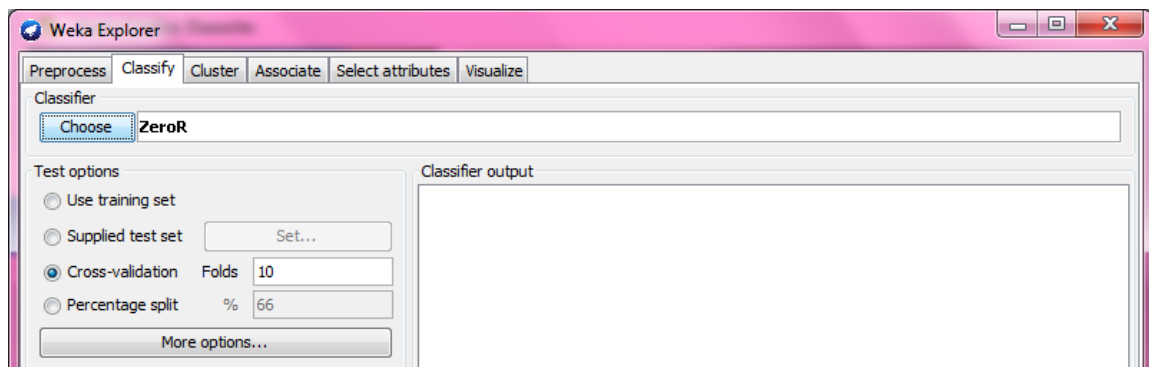 Weka Explorer
Preprocess Classify Cluster Associate Select attributes Visualize
Classifier
Choose ZeroR
Test options
Use training set
Supplied test set Set...
Cross-validation Folds 10
Percentage split % 66
More options...
Classifier output